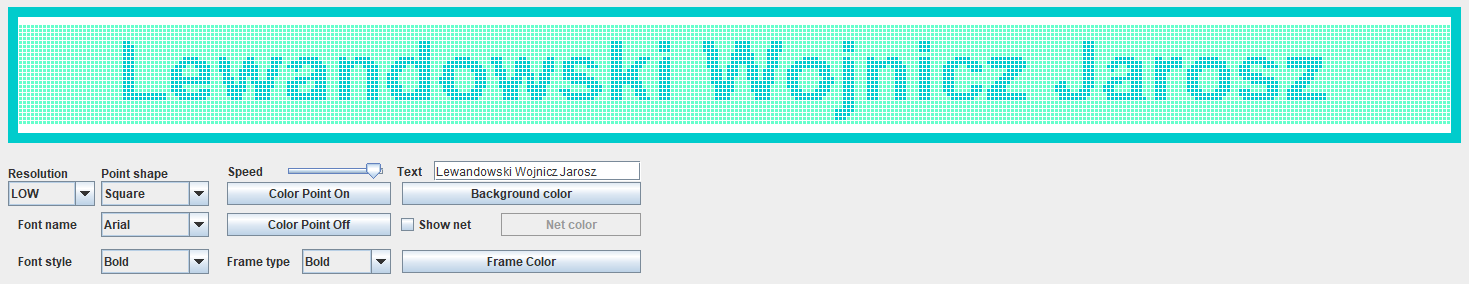 Lewandowski Wojnicz Jarosz
Resolution Point shape Speed Text Lewandowski Wojnicz Jarosz
LOW Square Color Point On Background color
Font name Arial Color Point Off Show net Net color
Font style Bold Frame type Bold Frame Color